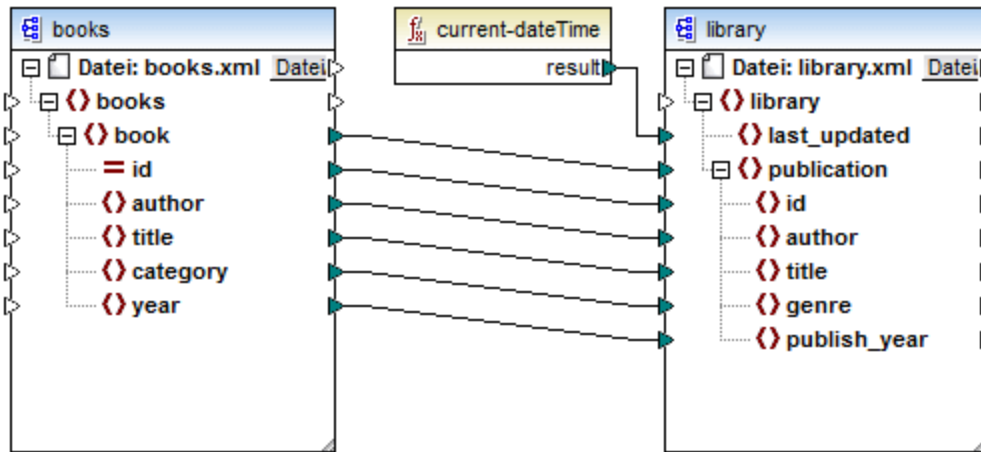 books
Datei: books.xml Datei
books
book
id
author
title
category
year
current-dateTime
result
library
Datei: library.xml Datei
library
last_updated
publication
id
author
title
genre
publish_year